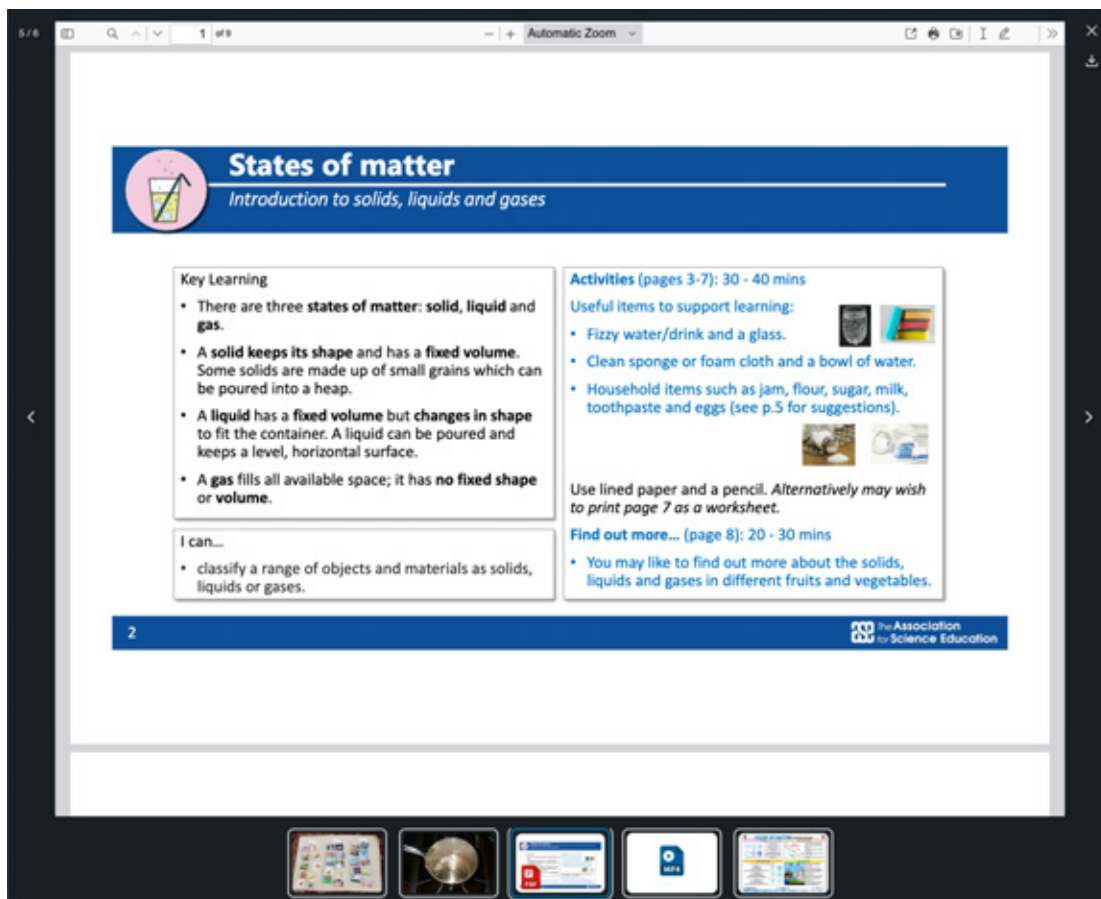 5/6
1 of 9
Automatic Zoom
States of matter
Introduction to solids, liquids and gases
Key Learning
• There are three states of matter: solid, liquid and
gas.
• A solid keeps its shape and has a fixed volume.
Some solids are made up of small grains which can
be poured into a heap.
• A liquid has a fixed volume but changes in shape
to fit the container. A liquid can be poured and
keeps a level, horizontal surface.
• A gas fills all available space; it has no fixed shape
or volume.
I can...
• classify a range of objects and materials as solids,
liquids or gases.
Activities (pages 3-7): 30 - 40 mins
Useful items to support learning:
• Fizzy water/drink and a glass.
• Clean sponge or foam cloth and a bowl of water.
• Household items such as jam, flour, sugar, milk,
toothpaste and eggs (see p.5 for suggestions).
Use lined paper and a pencil. Alternatively may wish
to print page 7 as a worksheet.
Find out more... (page 8): 20 - 30 mins
• You may like to find out more about the solids,
liquids and gases in different fruits and vegetables.
2
The Association
for Science Education
PDF
MP4